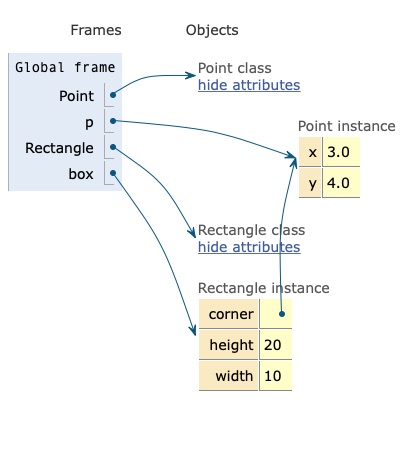 Frames Objects
Global frame
Point
p
Rectangle
box
Point class
hide attributes
Point instance
x 3.0
y 4.0
Rectangle class
hide attributes
Rectangle instance
corner
height 20
width 10